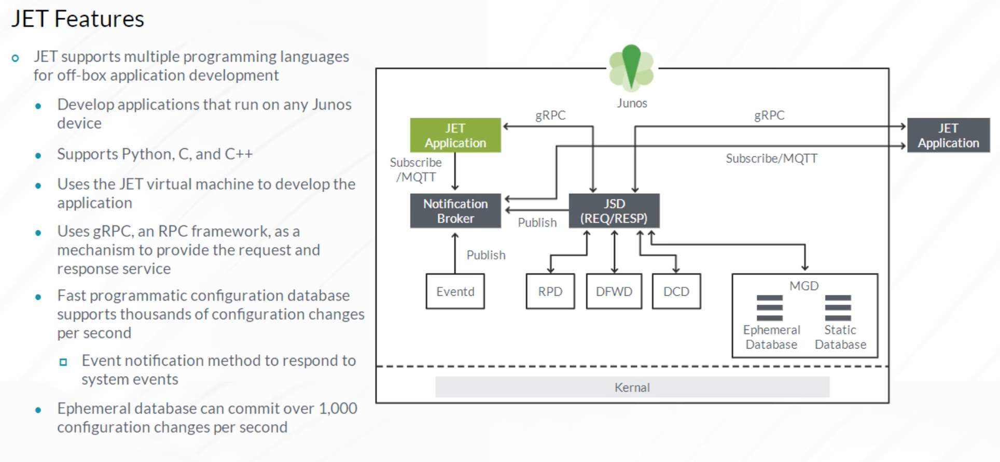 JET Features
JET supports multiple programming languages
for off-box application development
Develop applications that run on any Junos
device
Supports Python, C, and C++
Uses the JET virtual machine to develop the
application
Uses gRPC, an RPC framework, as a
mechanism to provide the request and
response service
Fast programmatic configuration database
supports thousands of configuration changes
per second
Event notification method to respond to
system events
Ephemeral database can commit over 1,000
configuration changes per second
Junos
gRPC
gRPC
JET
Application
JET
Application
Subscribe
/MQTT
Subscribe/MQTT
Notification
Broker
JSD
(REQ/RESP)
Publish
Publish
Eventd
RPD
DFWD
DCD
MGD
Ephemeral
Database
Static
Database
Kernal